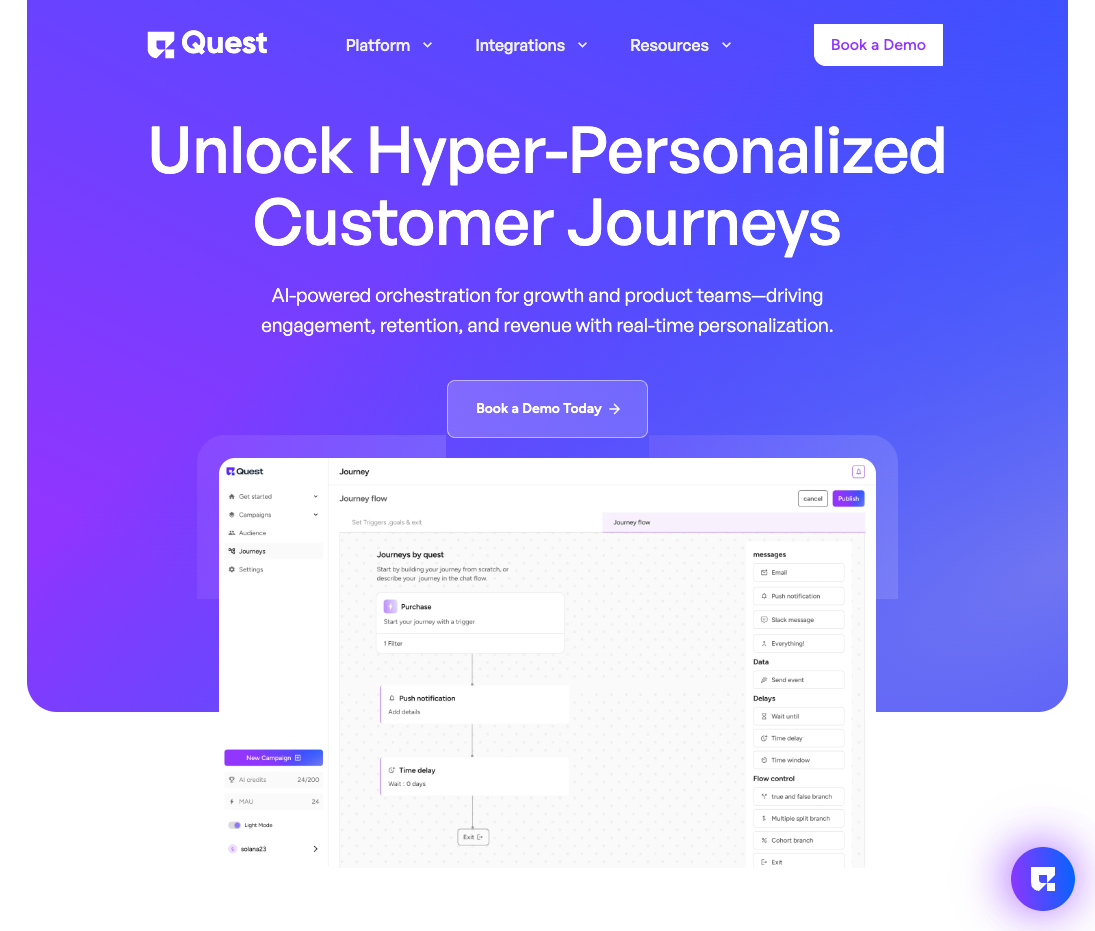 Quest
Platform
Integrations
Resources
Book a Demo
Unlock Hyper-Personalized
Customer Journeys
AI-powered orchestration for growth and product teams—driving
engagement, retention, and revenue with real-time personalization.
Book a Demo Today →
Quest
Get started
Campaigns
Audience
Journeys
Settings
New Campaign
AI credits 24/200
MAU 24
Light Mode
S solana23
Journey
Journey flow
cancel
Publish
Set Triggers ,goals & exit
Journey flow
Journeys by quest
Start by building your journey from scratch, or
describe your journey in the chat flow.
Purchase
Start your journey with a trigger
1 Filter
Push notification
Add details
Time delay
Wait : 0 days
Exit
messages
Email
Push notification
Slack message
Everything!
Data
Send event
Delays
Wait until
Time delay
Time window
Flow control
true and false branch
Multiple split branch
Cohort branch
Exit